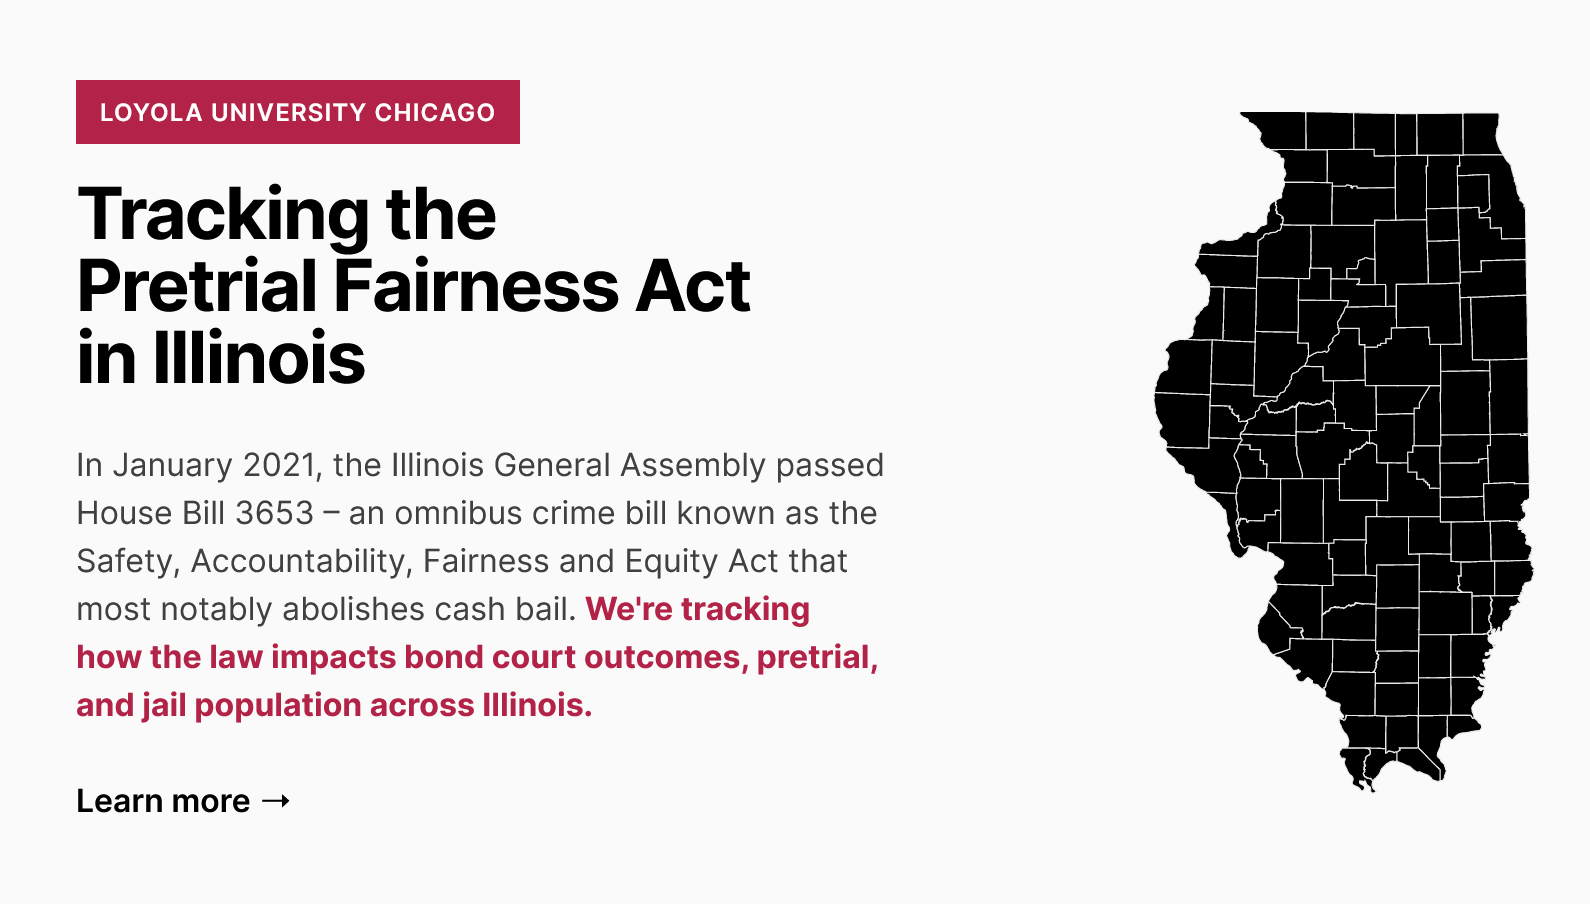 LOYOLA UNIVERSITY CHICAGO
Tracking the
Pretrial Fairness Act
in Illinois
In January 2021, the Illinois General Assembly passed
House Bill 3653 – an omnibus crime bill known as the
Safety, Accountability, Fairness and Equity Act that
most notably abolishes cash bail. We're tracking
how the law impacts bond court outcomes, pretrial,
and jail population across Illinois.
Learn more →